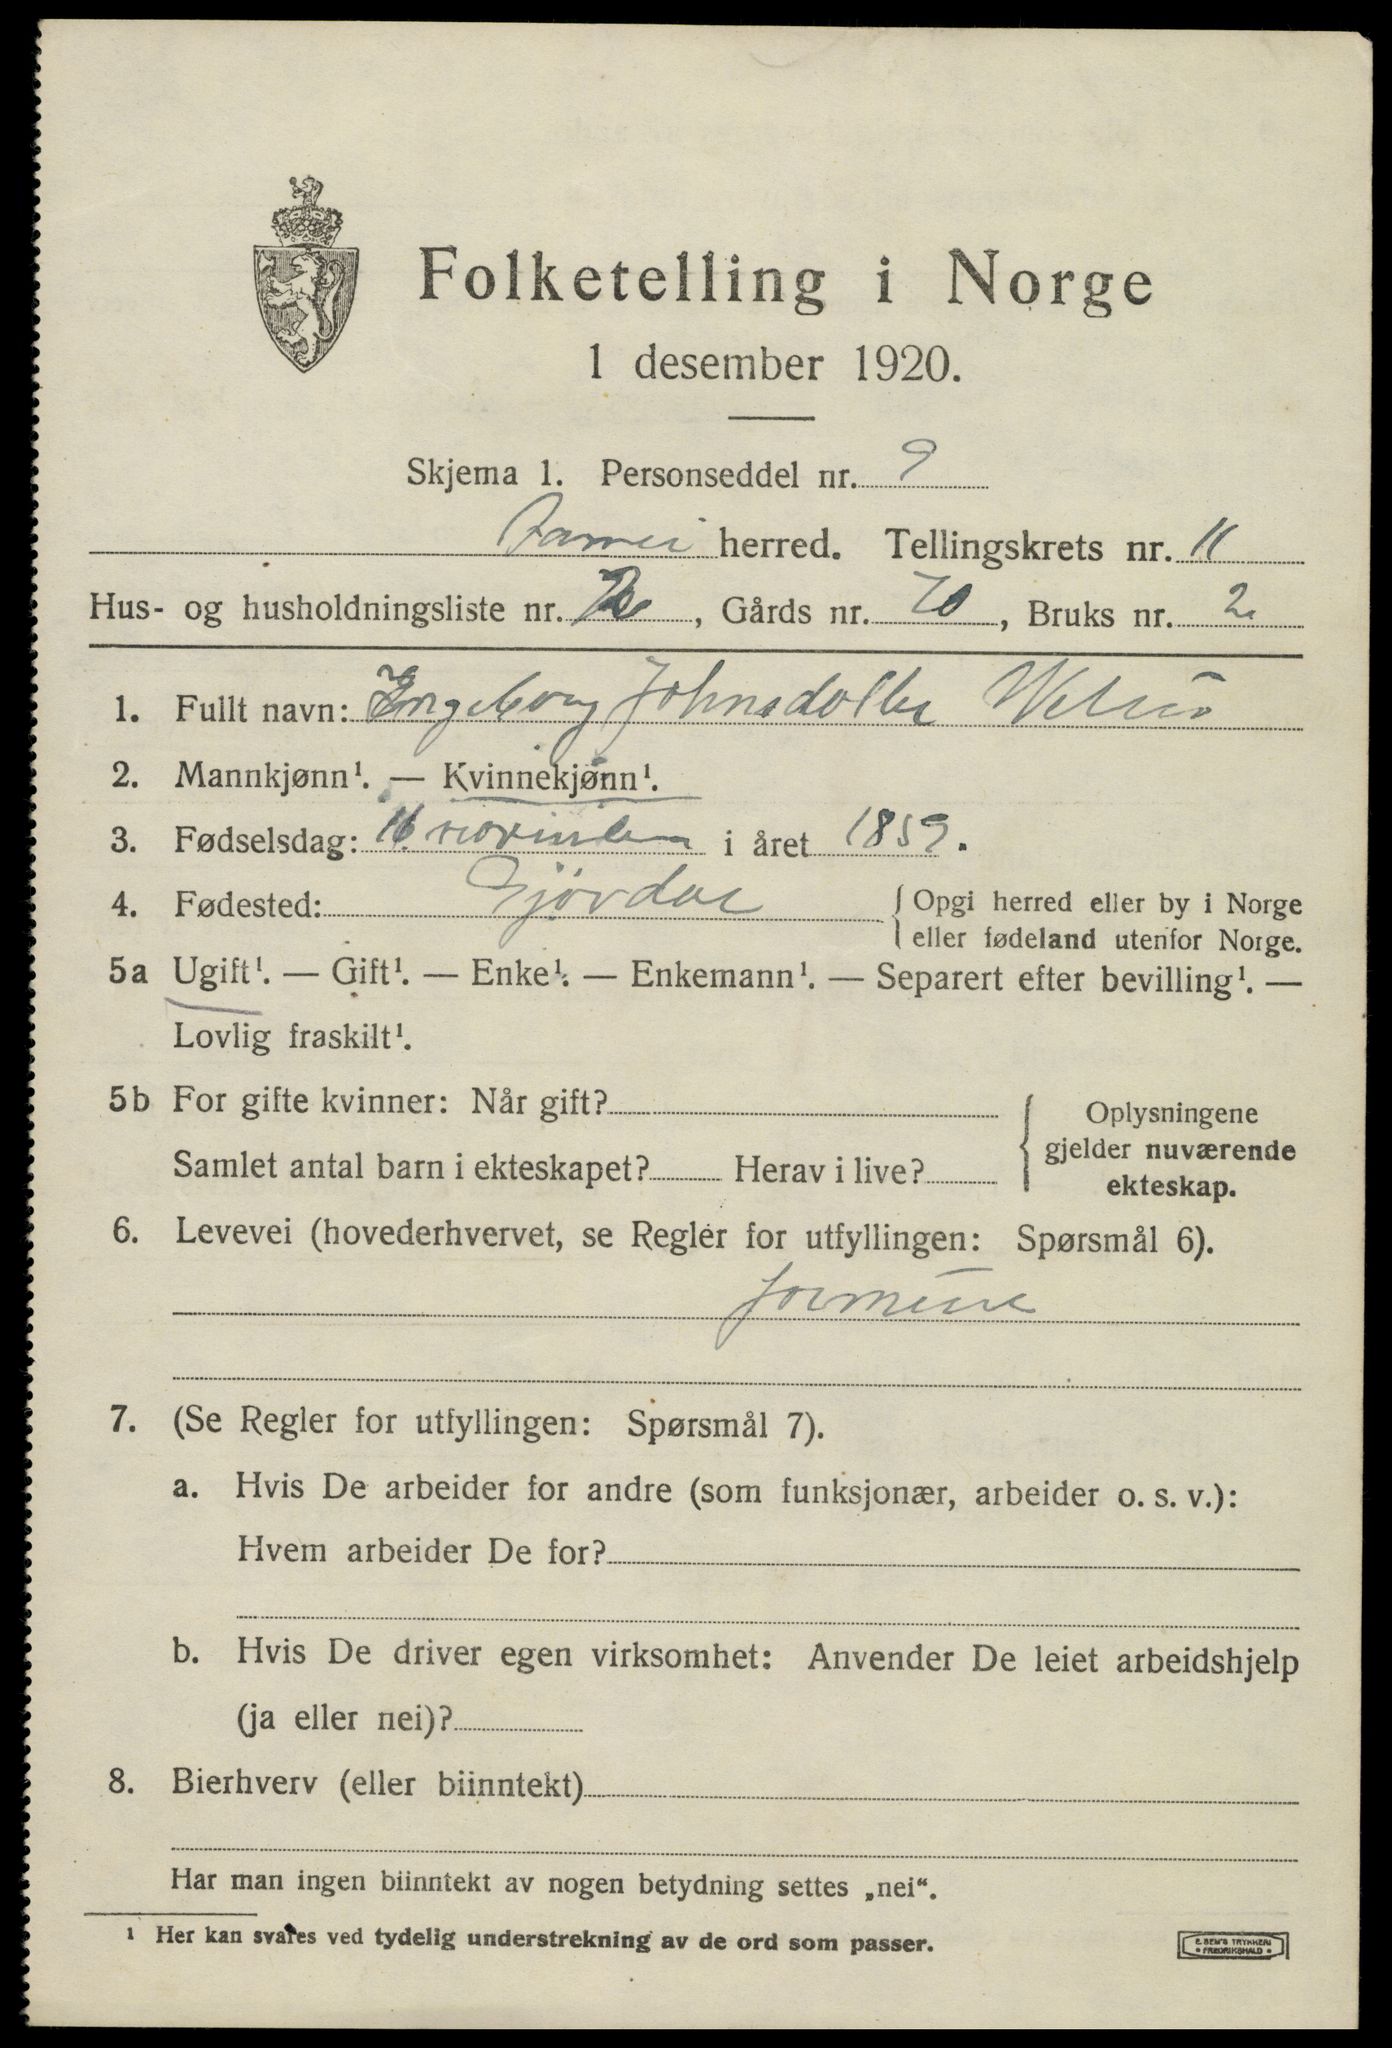 Folketelling i Norge
1 desember 1920.
Skjema 1. Personseddel nr. 9
herred. Tellingskrets nr. 11
Hus- og husholdningsliste nr. , Gårds nr. 70, Bruks nr. 2
1. Fullt navn: Ingeborg Johnsdatter
2. Mannkjønn¹. — Kvinnekjønn¹.
3. Fødselsdag: 16 november i året 1859.
4. Fødested: { Opgi herred eller by i Norge
eller fødeland utenfor Norge.
5a Ugift¹. — Gift¹. — Enke¹. — Enkemann¹. — Separert efter bevilling¹. —
Lovlig fraskilt¹.
5b For gifte kvinner: Når gift?
Samlet antal barn i ekteskapet? Herav i live?
{ Oplysningene
gjelder nuværende
ekteskap.
6. Levevei (hovederhvervet, se Regler for utfyllingen: Spørsmål 6).
7. (Se Regler for utfyllingen: Spørsmål 7).
a. Hvis De arbeider for andre (som funksjonær, arbeider o. s. v.):
Hvem arbeider De for?
b. Hvis De driver egen virksomhet: Anvender De leiet arbeidshjelp
(ja eller nei)?
8. Bierhverv (eller biinntekt)
Har man ingen biinntekt av nogen betydning settes „nei“.
¹ Her kan svares ved tydelig understrekning av de ord som passer.
E. SEM'S TRYKKERI
FREDRIKSHALD